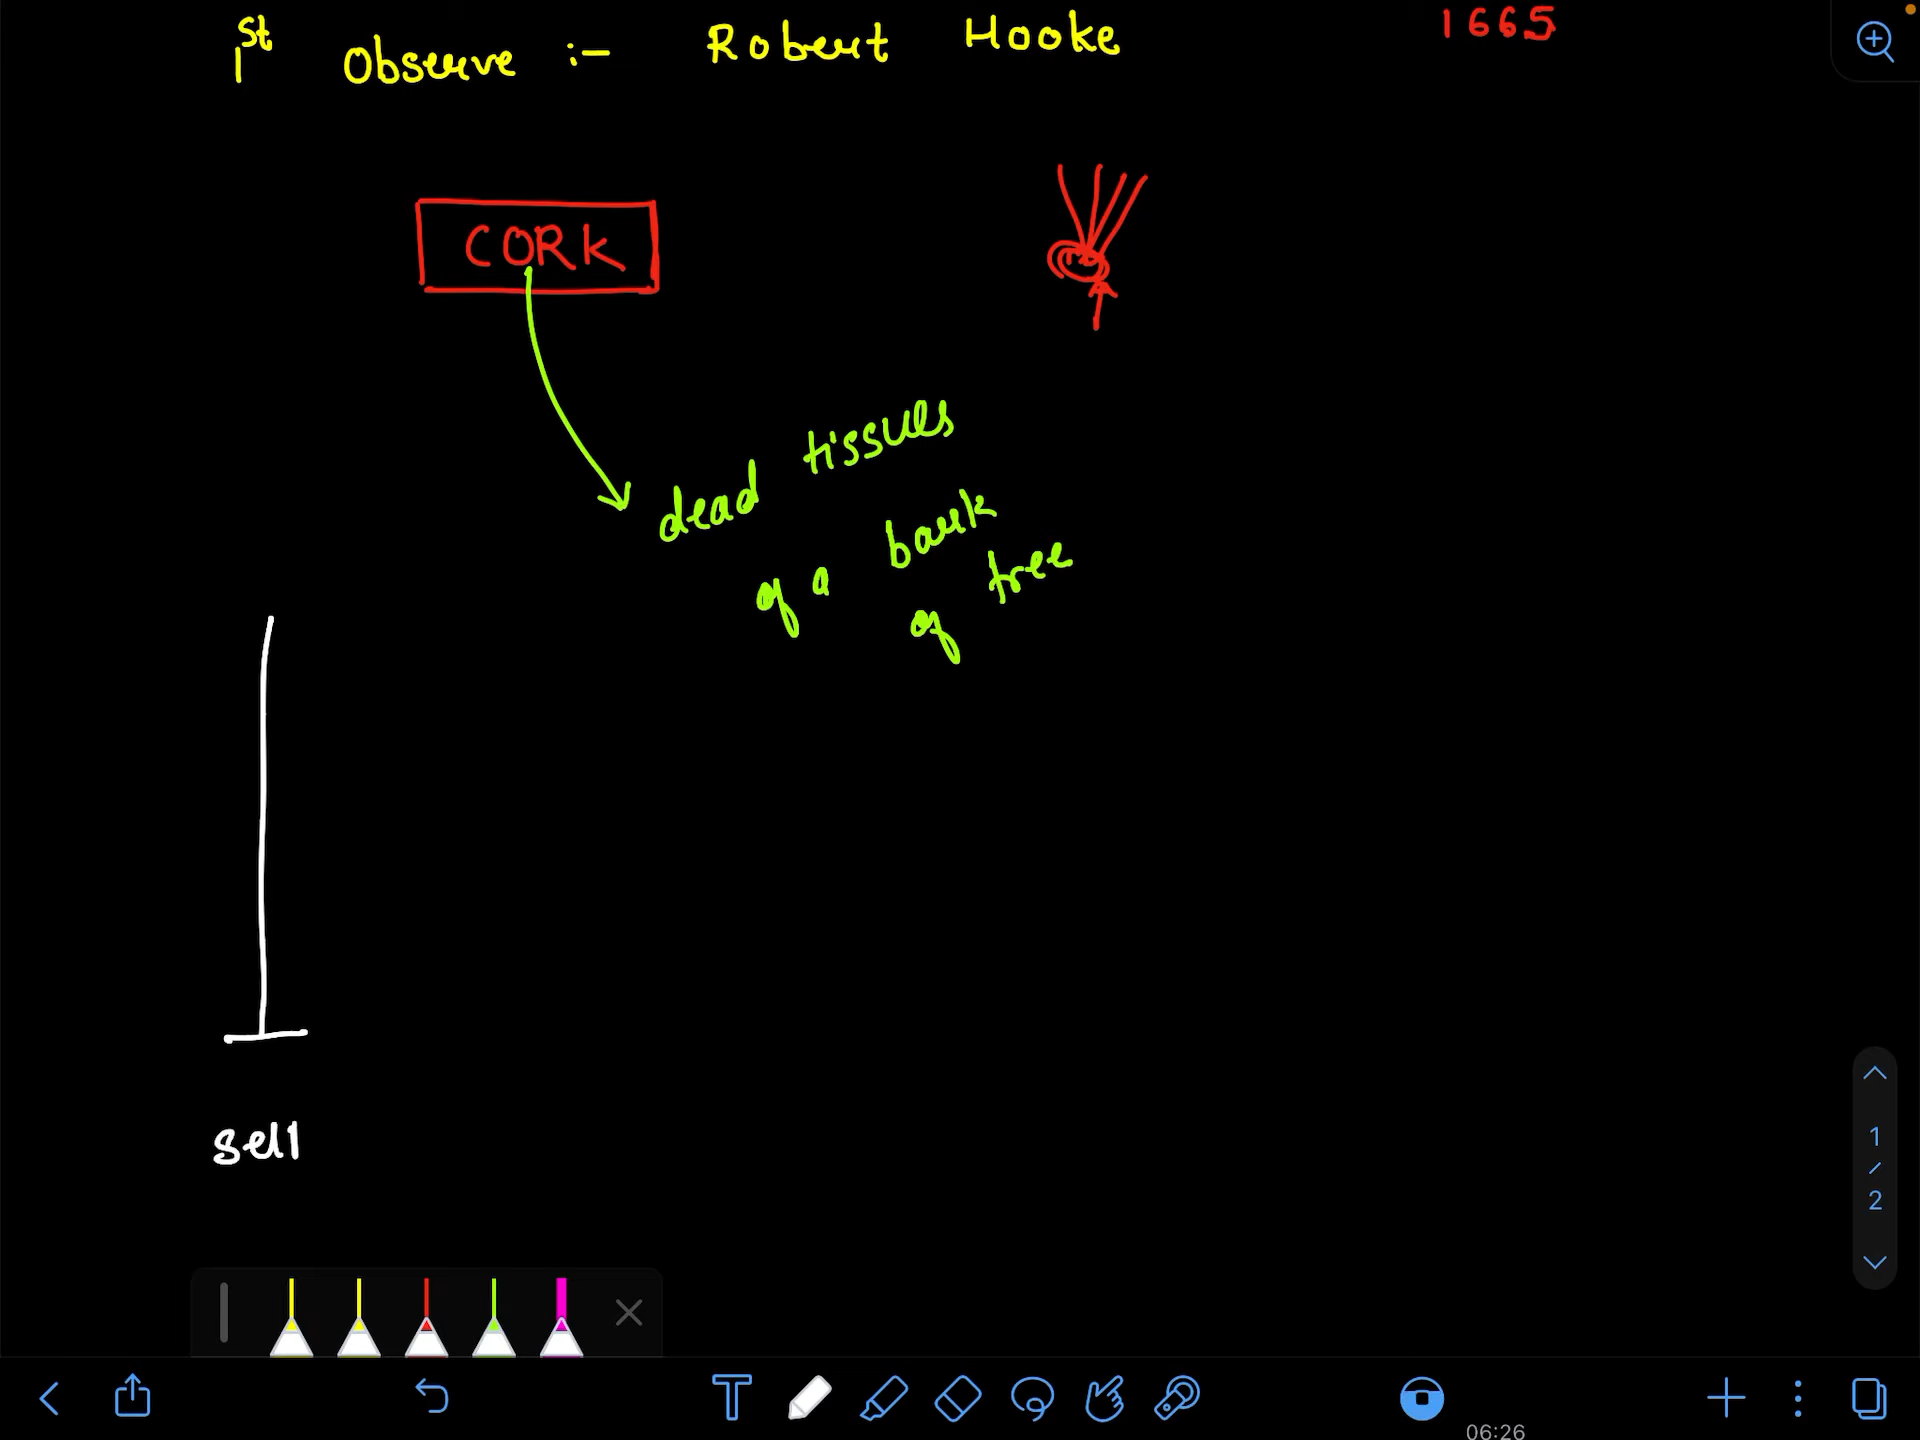 1st Observe :- Robert Hooke 1665
CORK
dead tissues
of a bark
of tree
sell
1
/
2
06:26